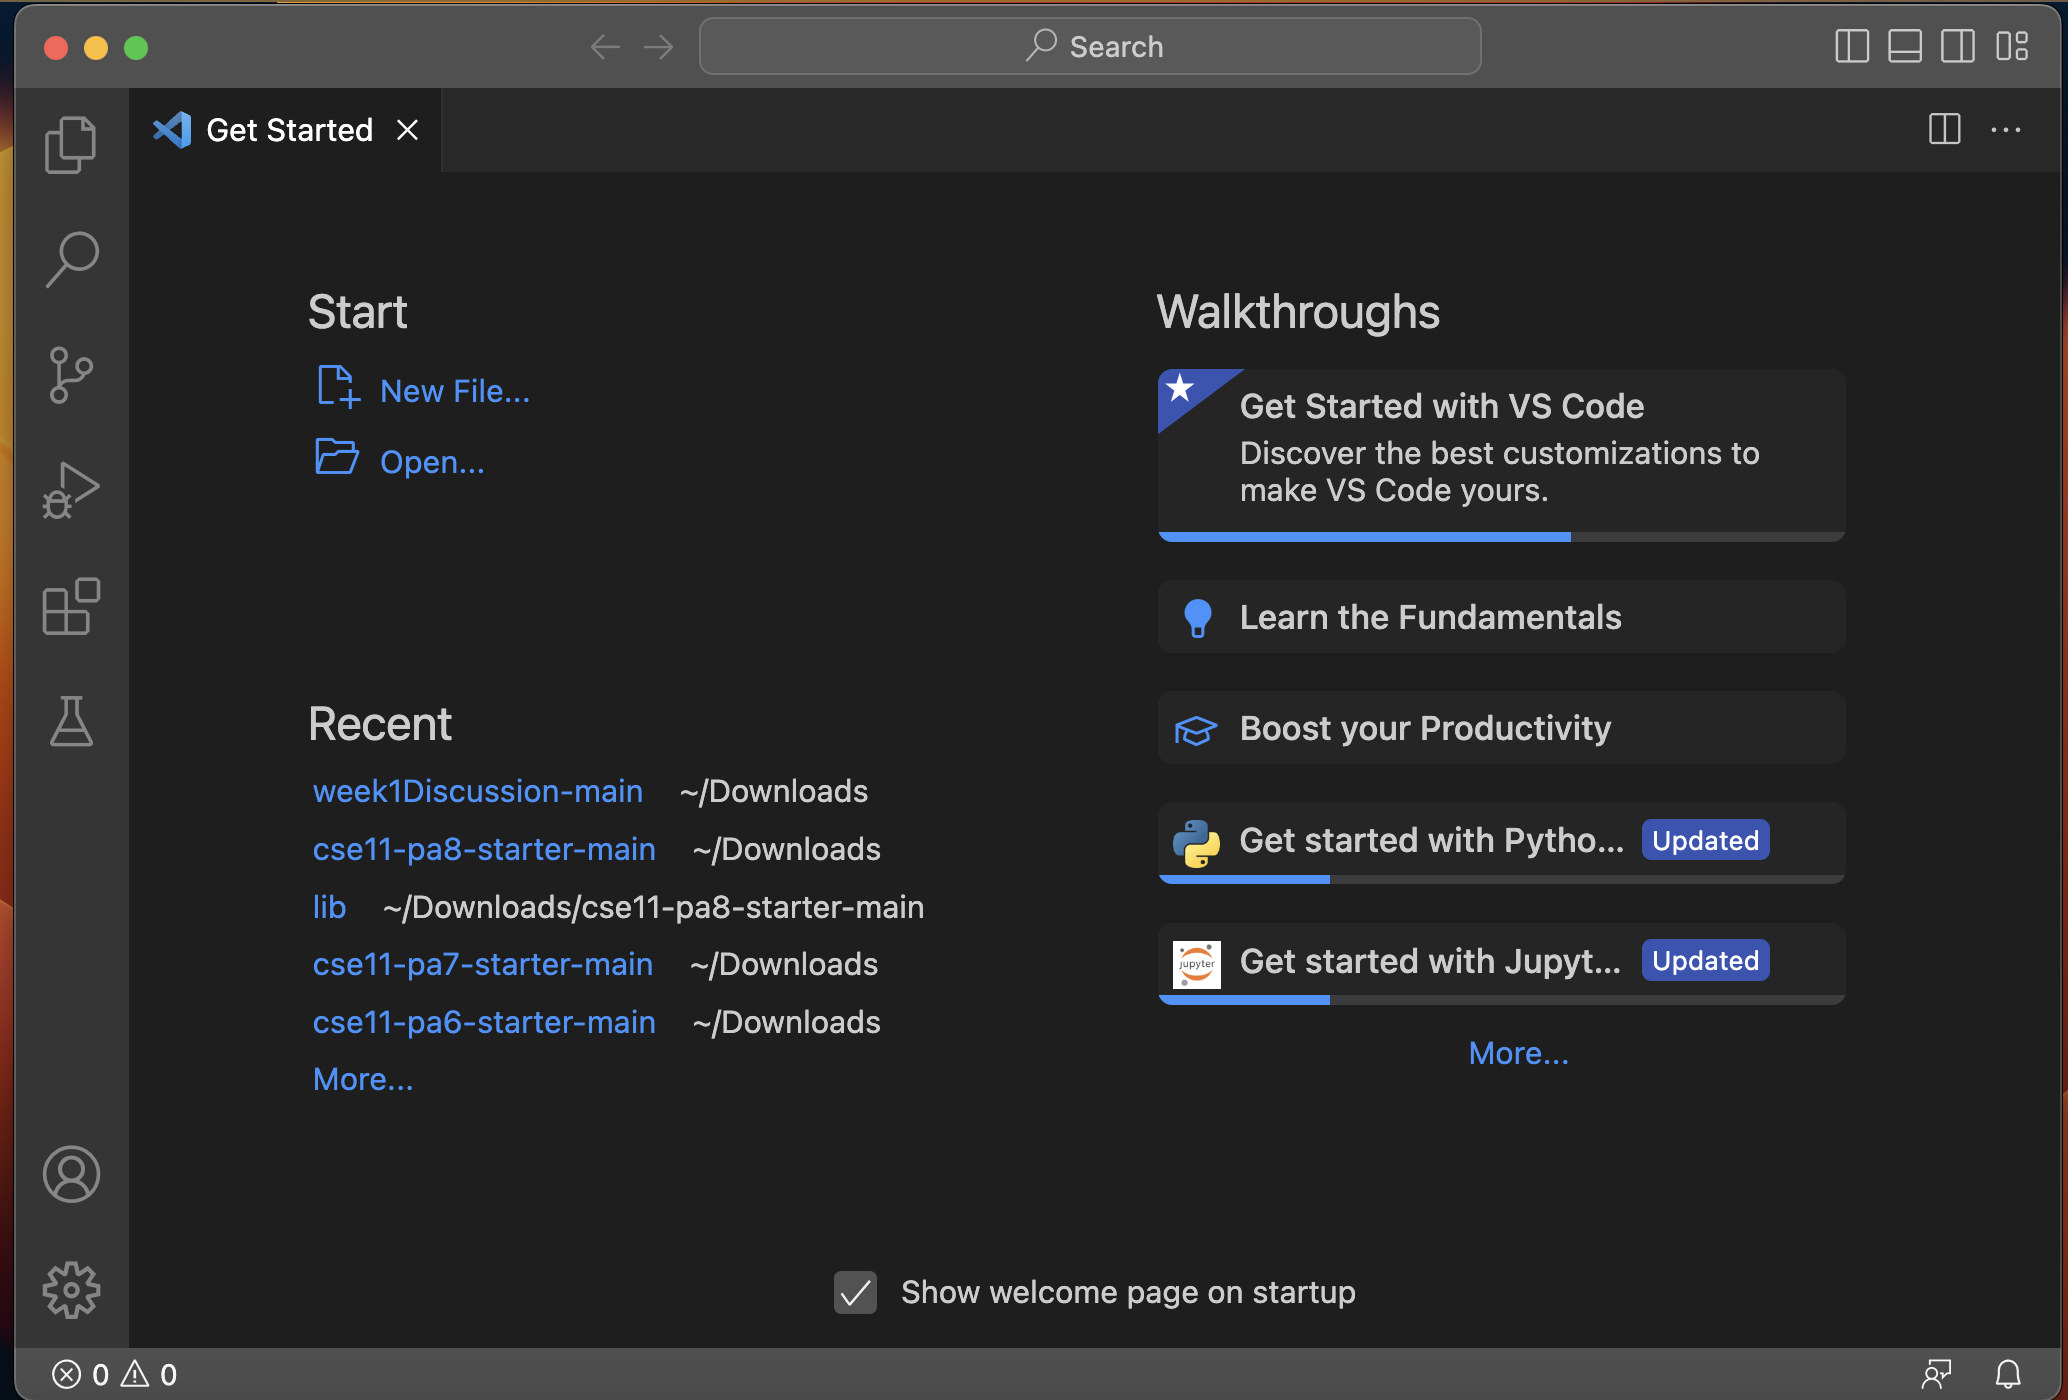 Search
Get Started
Start
New File...
Open...
Recent
week1Discussion-main ~/Downloads
cse11-pa8-starter-main ~/Downloads
lib ~/Downloads/cse11-pa8-starter-main
cse11-pa7-starter-main ~/Downloads
cse11-pa6-starter-main ~/Downloads
More...
Walkthroughs
Get Started with VS Code
Discover the best customizations to
make VS Code yours.
Learn the Fundamentals
Boost your Productivity
Get started with Pytho... Updated
jupyter
Get started with Jupyt... Updated
More...
Show welcome page on startup
0 0